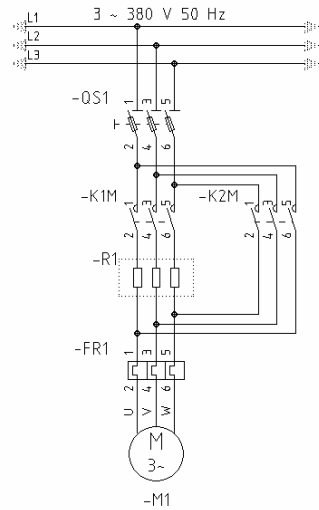 3 ~ 380 V 50 Hz
L1
L2
L3
-QS1
1 3 5
2 4 6
-K1M
1 3 5
2 4 6
-K2M
1 3 5
2 4 6
-R1
-FR1
1 3 5
2 4 6
U V W
M
3~
-M1